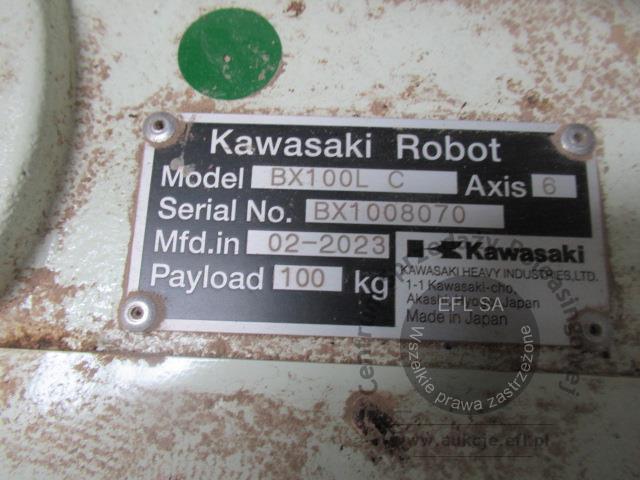 Kawasaki Robot
Model BX100L C Axis 6
Serial No. BX1008070
Mfd.in 02-2023
Payload 100 kg
Kawasaki
KAWASAKI HEAVY INDUSTRIES,LTD.
1-1 Kawasaki-cho,
Japan
Made in Japan
EFL SA
Wszelkie prawa zastrzeżone
www.aukcje.efl.pl